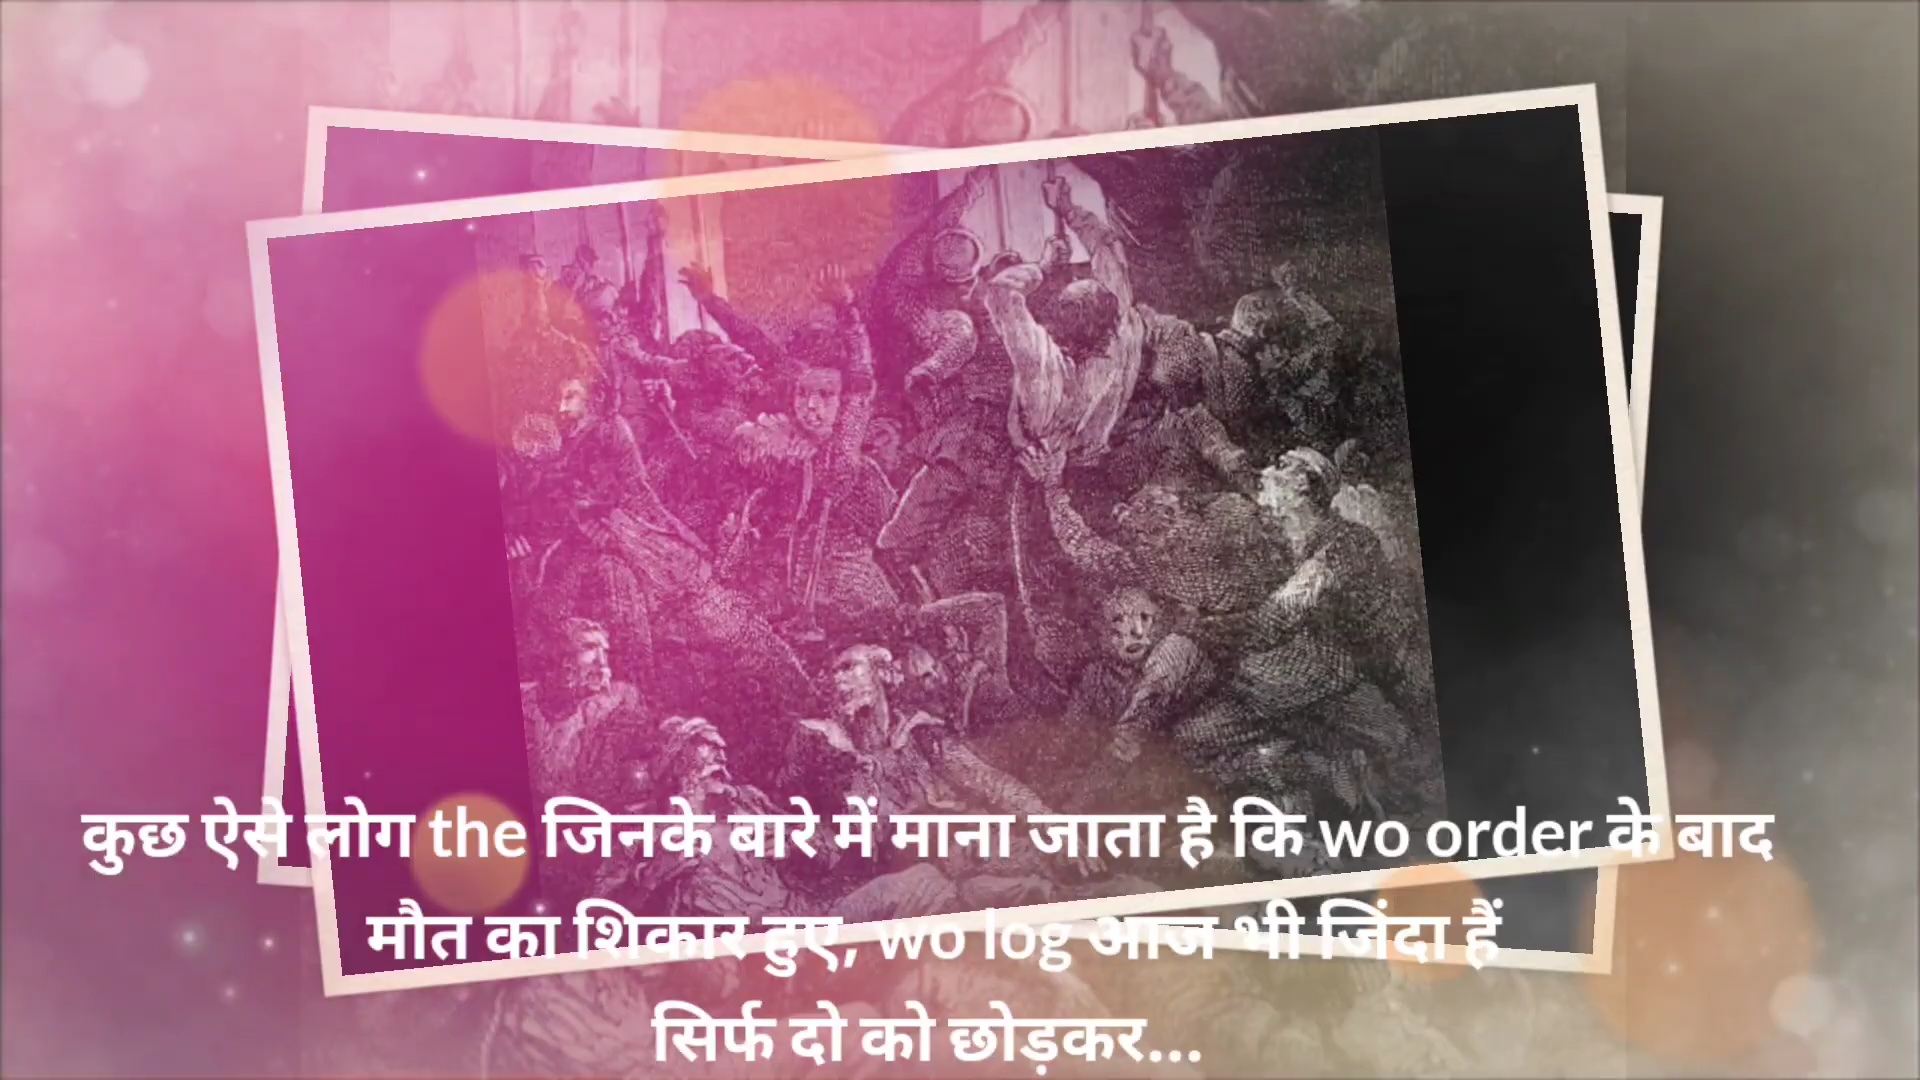 कुछ ऐसे लोग the जिनके बारे में माना जाता है कि wo order के बाद
मौत का शिकार हुए, wo log आज भी जिंदा हैं
सिर्फ दो को छोड़कर...